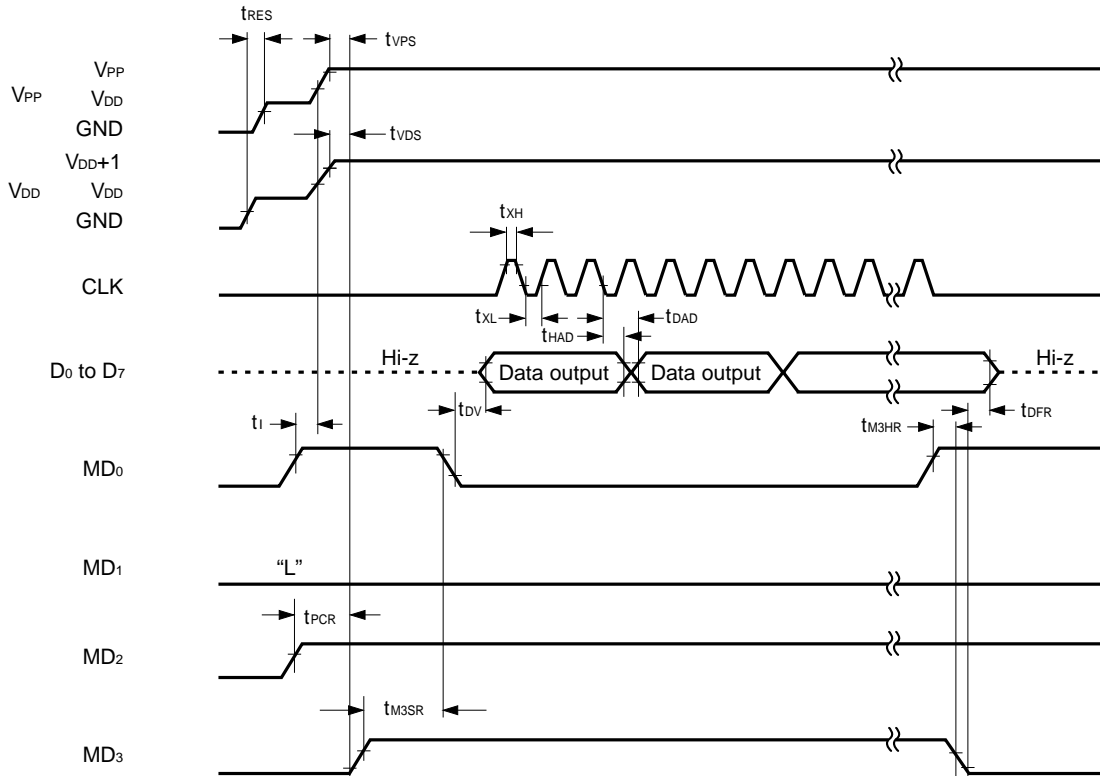 tRES
tVPS
VPP
VPP VDD
GND
tVDS
VDD+1
VDD VDD
GND
tXH
CLK
tXL
tHAD
tDAD
D0 to D7
Hi-z
Data output
Data output
Hi-z
tDV
tDFR
tI
tM3HR
MD0
MD1
“L”
tPCR
MD2
tM3SR
MD3